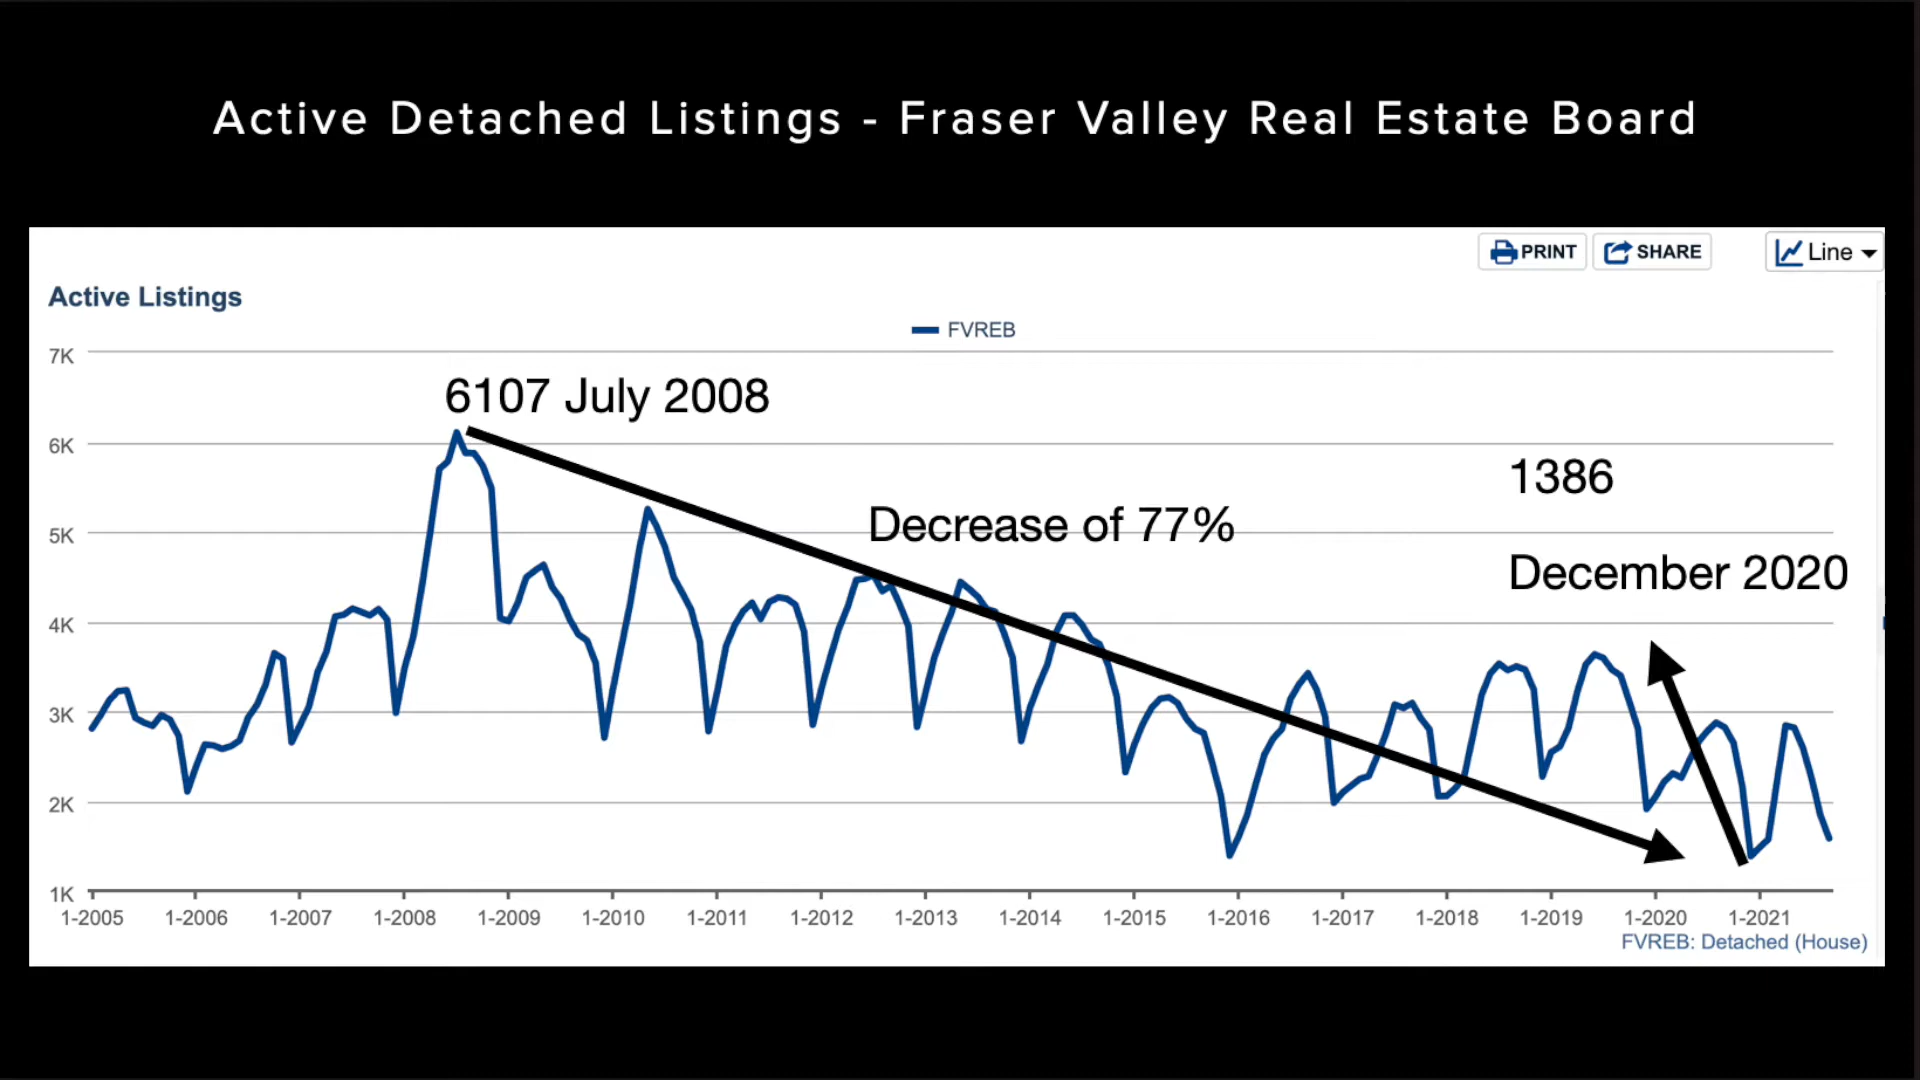 Active Detached Listings - Fraser Valley Real Estate Board
PRINT SHARE Line
Active Listings
FVREB
7K
6107 July 2008
6K
1386
Decrease of 77%
5K
December 2020
4K
3K
2K
1K
1-2005 1-2006 1-2007 1-2008 1-2009 1-2010 1-2011 1-2012 1-2013 1-2014 1-2015 1-2016 1-2017 1-2018 1-2019 1-2020 1-2021
FVREB: Detached (House)